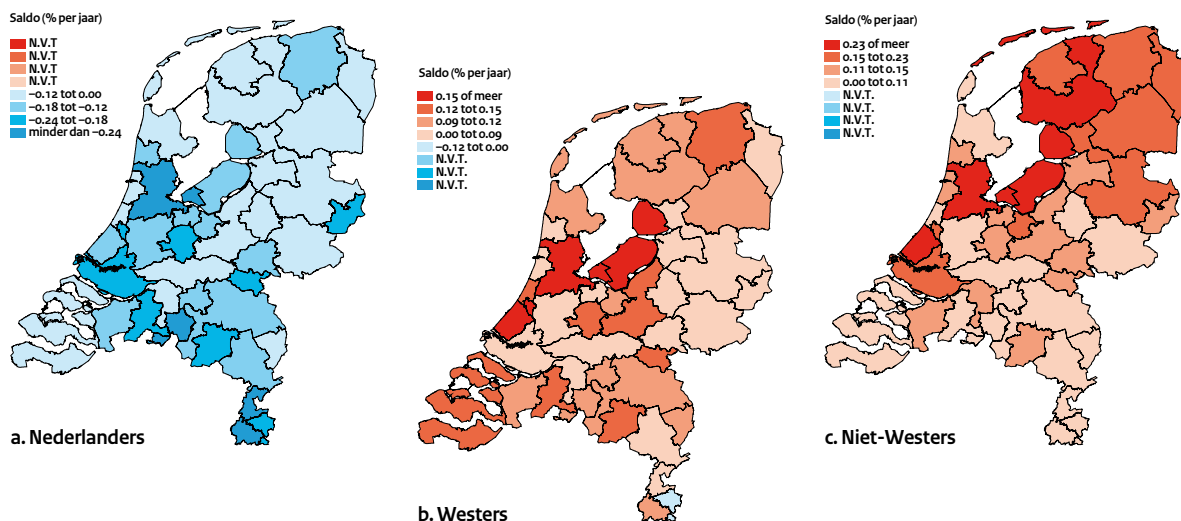 Saldo (% per jaar)
N.V.T
N.V.T
N.V.T
N.V.T
−0.12 tot 0.00
−0.18 tot −0.12
−0.24 tot −0.18
minder dan −0.24
a. Nederlanders
Saldo (% per jaar)
0.15 of meer
0.12 tot 0.15
0.09 tot 0.12
0.00 tot 0.09
−0.12 tot 0.00
N.V.T.
N.V.T.
N.V.T.
b. Westers
Saldo (% per jaar)
0.23 of meer
0.15 tot 0.23
0.11 tot 0.15
0.00 tot 0.11
N.V.T.
N.V.T.
N.V.T.
N.V.T.
c. Niet-Westers